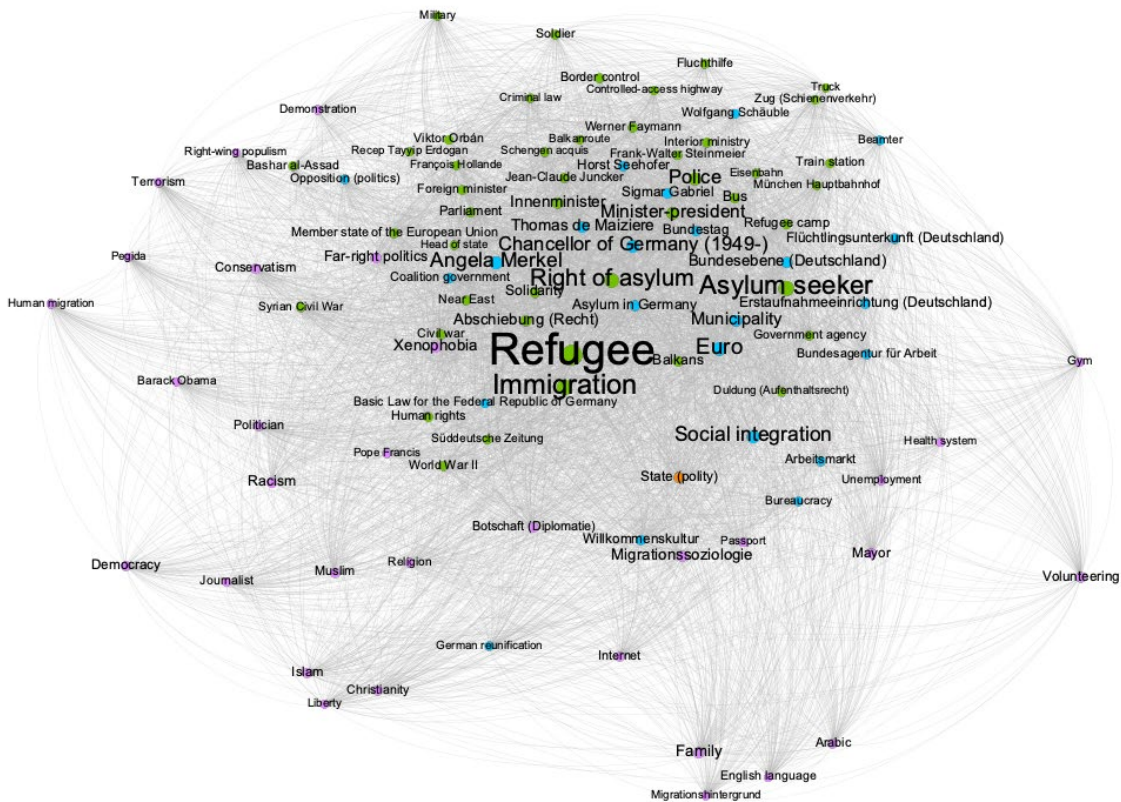 Military
Soldier
Fluchthilfe
Border control
Controlled-access highway
Truck
Criminal law
Zug (Schienenverkehr)
Demonstration
Wolfgang Schäuble
Werner Faymann
Viktor Orbán
Balkanroute
Interior ministry
Beamter
Right-wing populism
Recep Tayyip Erdogan
Schengen acquis
Frank-Walter Steinmeier
Bashar al-Assad
François Hollande
Horst Seehofer
Train station
Terrorism
Opposition (politics)
Jean-Claude Juncker
Police
Eisenbahn
München Hauptbahnhof
Foreign minister
Sigmar Gabriel
Innenminister
Bus
Parliament
Minister-president
Thomas de Maiziere
Bundestag
Refugee camp
Member state of the European Union
Flüchtlingsunterkunft (Deutschland)
Head of state
Chancellor of Germany (1949-)
Pegida
Far-right politics
Angela Merkel
Bundesebene (Deutschland)
Conservatism
Coalition government
Right of asylum
Asylum seeker
Solidarity
Human migration
Syrian Civil War
Near East
Asylum in Germany
Erstaufnahmeeinrichtung (Deutschland)
Abschiebung (Recht)
Municipality
Civil war
Government agency
Xenophobia
Refugee
Euro
Bundesagentur für Arbeit
Balkans
Gym
Barack Obama
Immigration
Duldung (Aufenthaltsrecht)
Basic Law for the Federal Republic of Germany
Human rights
Politician
Süddeutsche Zeitung
Social integration
Health system
Pope Francis
World War II
Arbeitsmarkt
Racism
State (polity)
Unemployment
Bureaucracy
Botschaft (Diplomatie)
Willkommenskultur
Passport
Migrationssoziologie
Mayor
Democracy
Religion
Muslim
Journalist
Volunteering
German reunification
Internet
Islam
Christianity
Liberty
Arabic
Family
English language
Migrationshintergrund